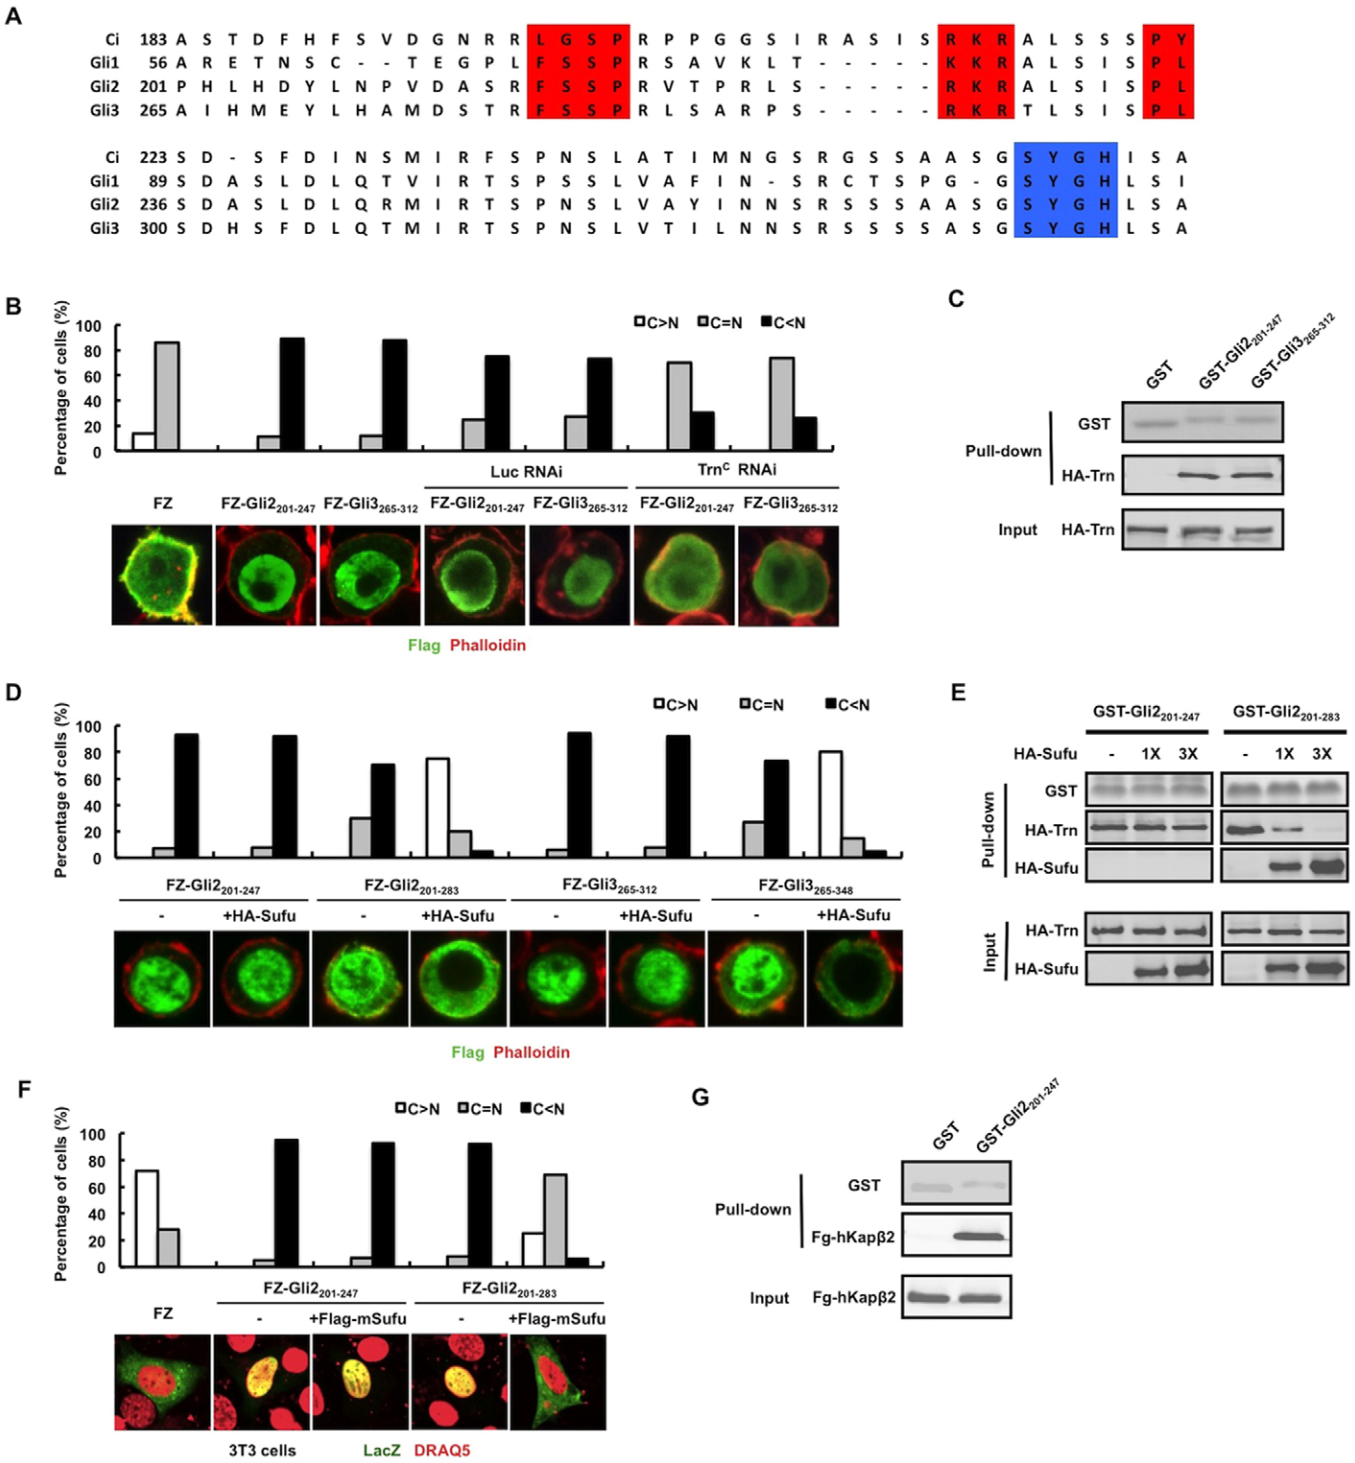 A
Ci 183 A S T D F H F S V D G N R R L G S P R P P G G S I R A S I S R K R A L S S S P Y
Gli1 56 A R E T N S C - - T E G P L F S S P R S A V K L T - - - - - K K R A L S I S P L
Gli2 201 P H L H D Y L N P V D A S R F S S P R V T P R L S - - - - - R K R A L S I S P L
Gli3 265 A I H M E Y L H A M D S T R F S S P R L S A R P S - - - - - R K R T L S I S P L
Ci 223 S D - S F D I N S M I R F S P N S L A T I M N G S R G S S A A S G S Y G H I S A
Gli1 89 S D A S L D L Q T V I R T S P S S L V A F I N - S R C T S P G - G S Y G H L S I
Gli2 236 S D A S L D L Q R M I R T S P N S L V A Y I N N S R S S S A A S G S Y G H L S A
Gli3 300 S D H S F D L Q T M I R T S P N S L V T I L N N S R S S S S A S G S Y G H L S A
B
Percentage of cells (%)
100
80
60
40
20
0
C>N C=N C<N
Luc RNAi Trnᶜ RNAi
FZ FZ-Gli2₂₀₁₋₂₄₇ FZ-Gli3₂₆₅₋₃₁₂ FZ-Gli2₂₀₁₋₂₄₇ FZ-Gli3₂₆₅₋₃₁₂ FZ-Gli2₂₀₁₋₂₄₇ FZ-Gli3₂₆₅₋₃₁₂
Flag Phalloidin
C
GST GST-Gli2₂₀₁₋₂₄₇ GST-Gli3₂₆₅₋₃₁₂
Pull-down
GST
HA-Trn
Input HA-Trn
D
Percentage of cells (%)
100
80
60
40
20
0
C>N C=N C<N
FZ-Gli2₂₀₁₋₂₄₇ FZ-Gli2₂₀₁₋₂₈₃ FZ-Gli3₂₆₅₋₃₁₂ FZ-Gli3₂₆₅₋₃₄₈
- +HA-Sufu - +HA-Sufu - +HA-Sufu - +HA-Sufu
Flag Phalloidin
E
GST-Gli2₂₀₁₋₂₄₇ GST-Gli2₂₀₁₋₂₈₃
HA-Sufu - 1X 3X - 1X 3X
Pull-down
GST
HA-Trn
HA-Sufu
Input
HA-Trn
HA-Sufu
F
Percentage of cells (%)
100
80
60
40
20
0
C>N C=N C<N
FZ FZ-Gli2₂₀₁₋₂₄₇ FZ-Gli2₂₀₁₋₂₈₃
- +Flag-mSufu - +Flag-mSufu
3T3 cells LacZ DRAQ5
G
GST GST-Gli2₂₀₁₋₂₄₇
Pull-down
GST
Fg-hKapβ2
Input Fg-hKapβ2